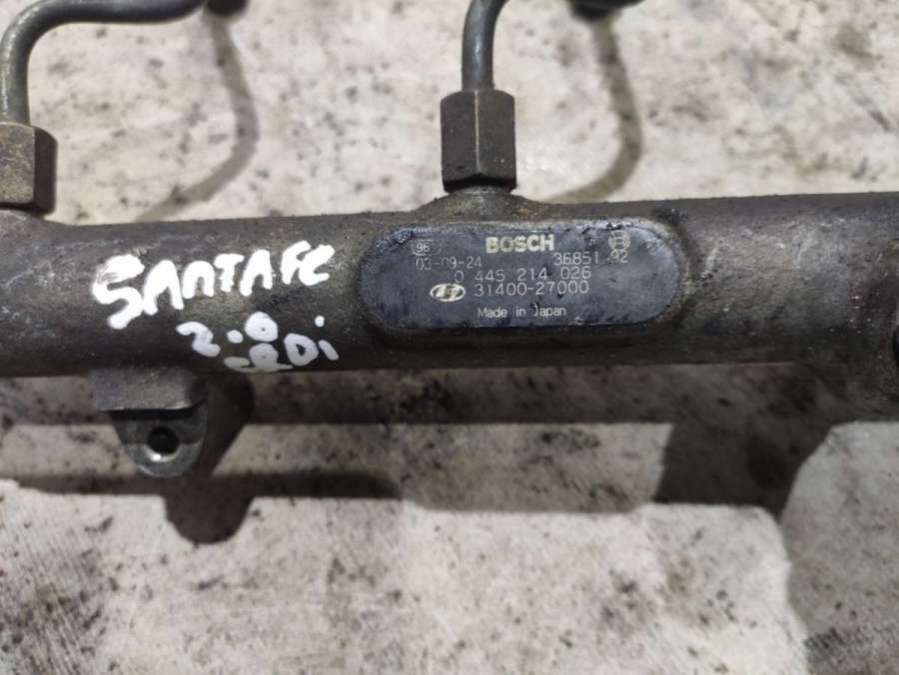 SANTAFE
2.0
CRDi
96 BOSCH
03-09-24 36851 92
0 445 214 026
31400-27000
Made in Japan